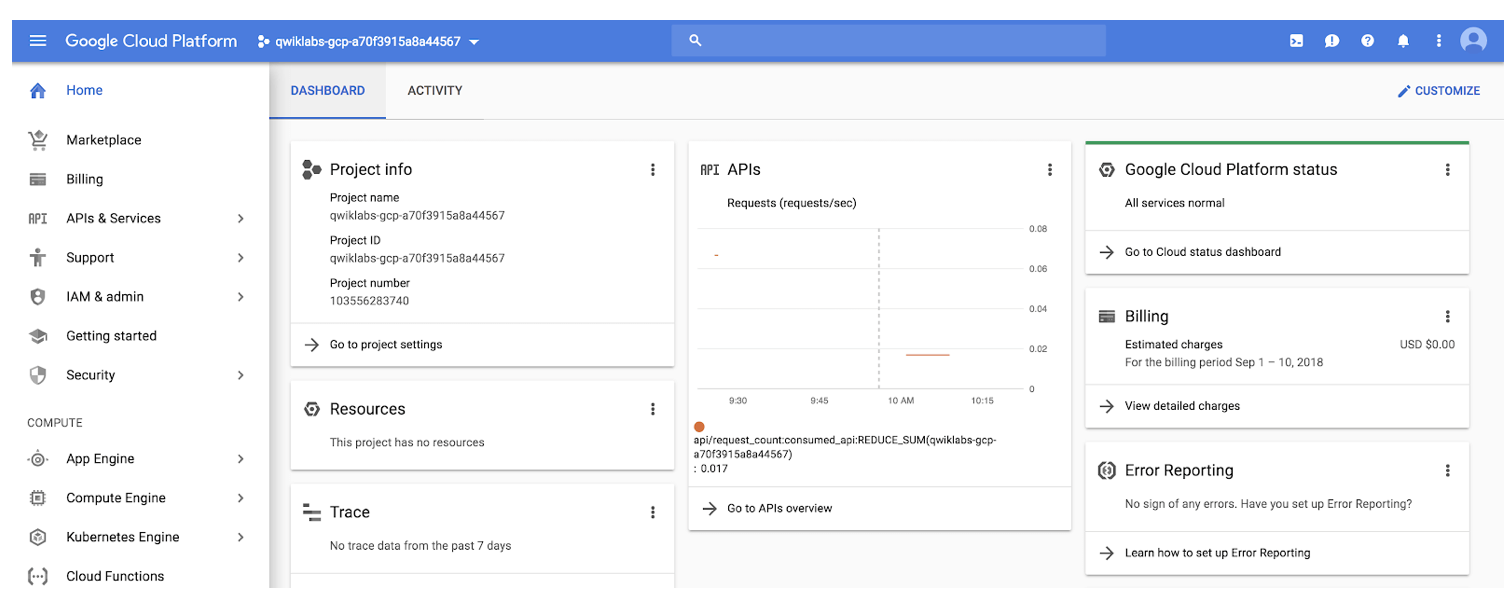 Google Cloud Platform
qwiklabs-gcp-a70f3915a8a44567
Home
Marketplace
Billing
API APIs & Services
Support
IAM & admin
Getting started
Security
COMPUTE
App Engine
Compute Engine
Kubernetes Engine
Cloud Functions
DASHBOARD
ACTIVITY
CUSTOMIZE
Project info
Project name
qwiklabs-gcp-a70f3915a8a44567
Project ID
qwiklabs-gcp-a70f3915a8a44567
Project number
103556283740
Go to project settings
Resources
This project has no resources
Trace
No trace data from the past 7 days
API APIs
Requests (requests/sec)
0.08
0.06
0.04
0.02
0
9:30 9:45 10 AM 10:15
api/request_count:consumed_api:REDUCE_SUM(qwiklabs-gcp-
a70f3915a8a44567)
: 0.017
Go to APIs overview
Google Cloud Platform status
All services normal
Go to Cloud status dashboard
Billing
Estimated charges USD $0.00
For the billing period Sep 1 – 10, 2018
View detailed charges
Error Reporting
No sign of any errors. Have you set up Error Reporting?
Learn how to set up Error Reporting